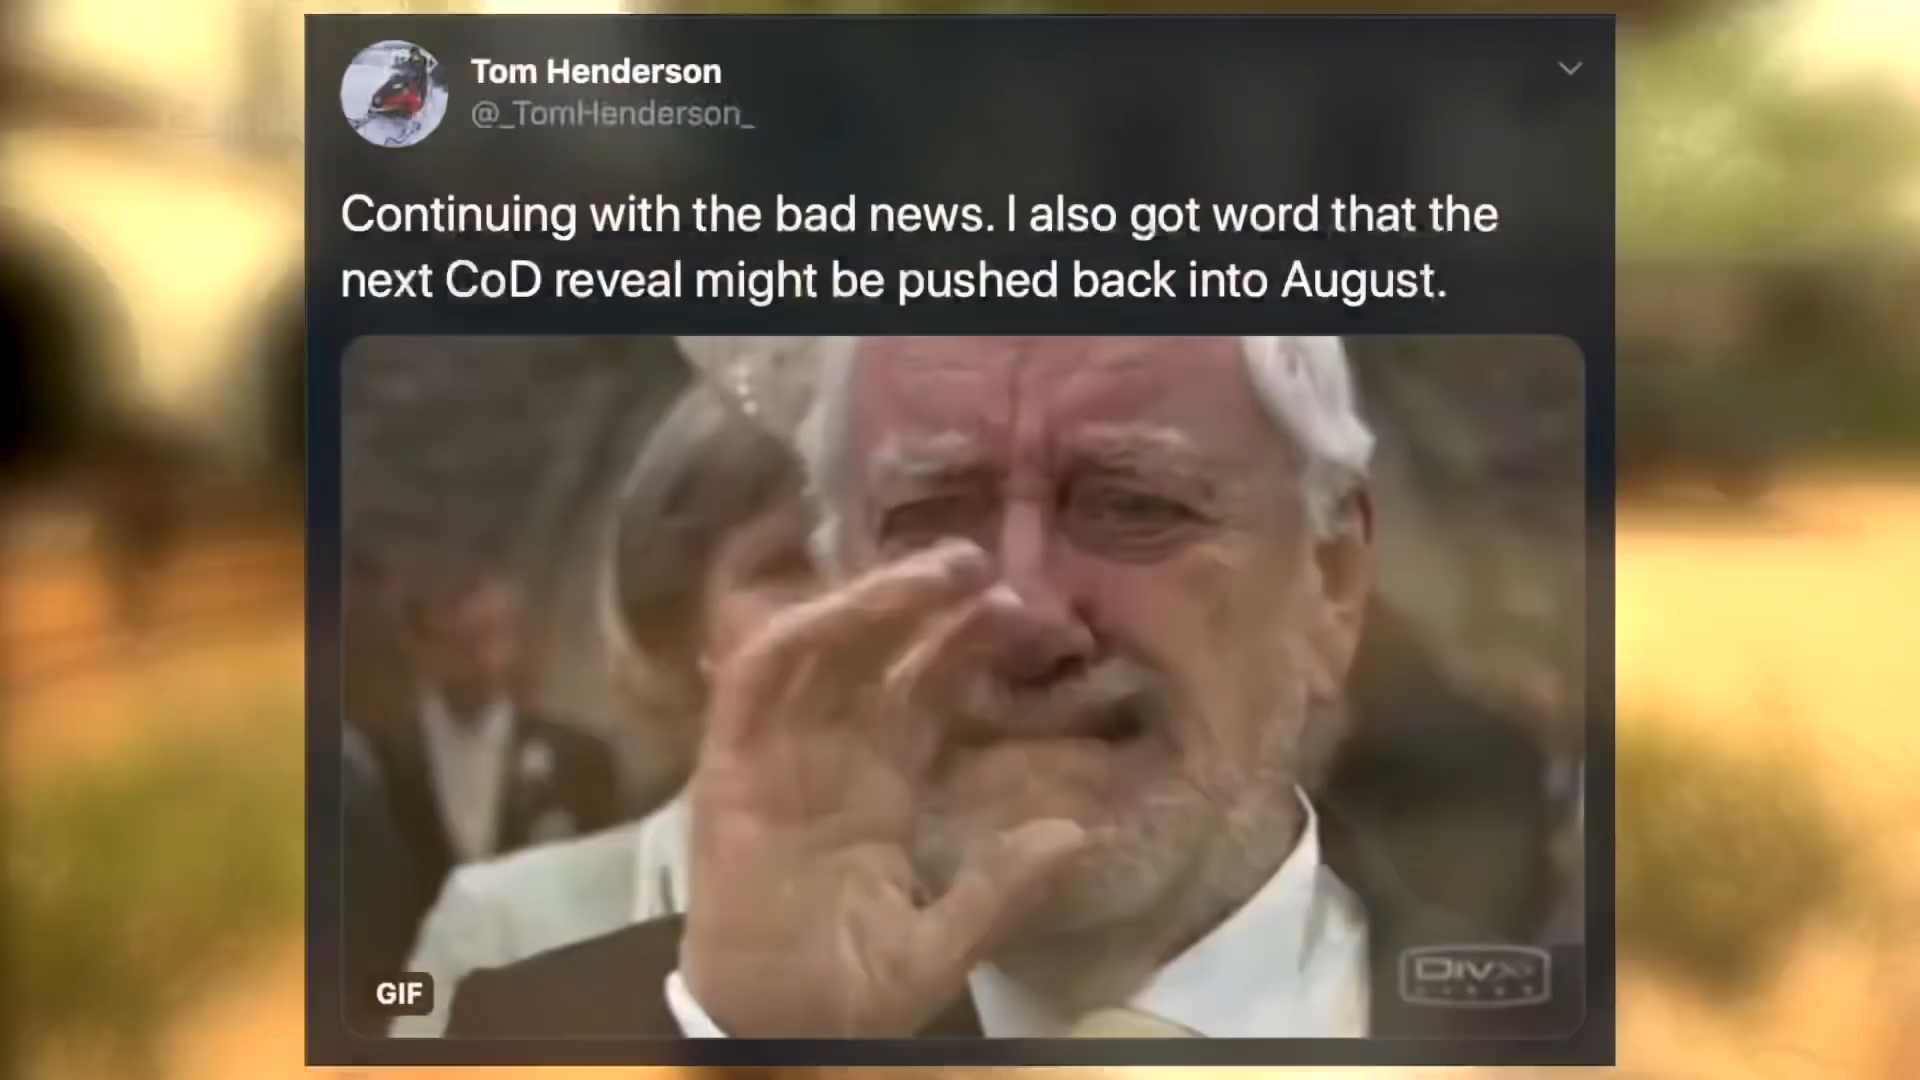 Tom Henderson
@_TomHenderson_
Continuing with the bad news. I also got word that the
next CoD reveal might be pushed back into August.
GIF
DIVX